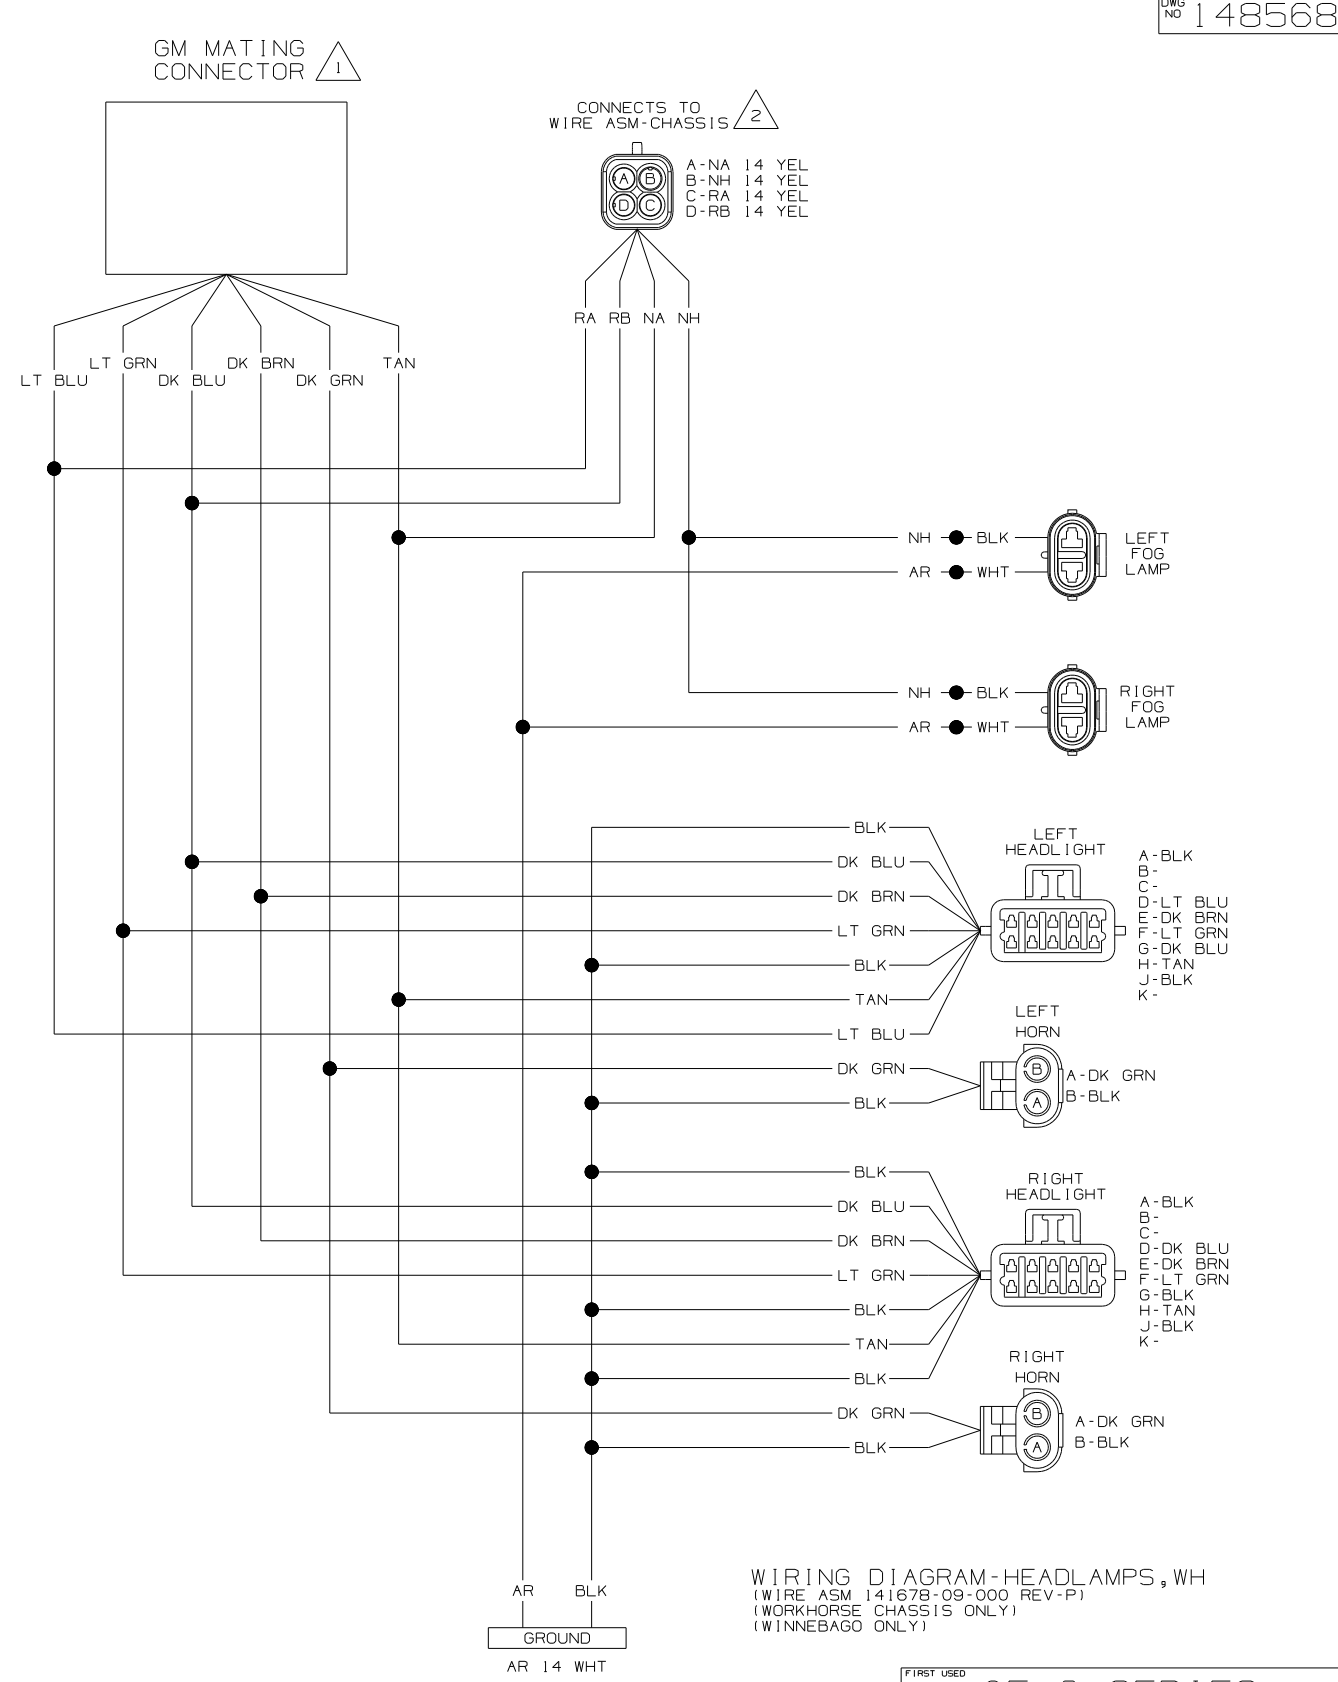 DWG
NO 148568
GM MATING
CONNECTOR 1
CONNECTS TO
WIRE ASM-CHASSIS 2
A B
D C
A-NA 14 YEL
B-NH 14 YEL
C-RA 14 YEL
D-RB 14 YEL
RA RB NA NH
LT GRN DK BRN TAN
LT BLU DK BLU DK GRN
NH BLK
AR WHT
LEFT
FOG
LAMP
NH BLK
AR WHT
RIGHT
FOG
LAMP
BLK
DK BLU
DK BRN
LT GRN
BLK
TAN
LT BLU
LEFT
HEADLIGHT
A-BLK
B-
C-
D-LT BLU
E-DK BRN
F-LT GRN
G-DK BLU
H-TAN
J-BLK
K-
LEFT
HORN
DK GRN
BLK
B
A
A-DK GRN
B-BLK
BLK
DK BLU
DK BRN
LT GRN
BLK
TAN
BLK
RIGHT
HEADLIGHT
A-BLK
B-
C-
D-DK BLU
E-DK BRN
F-LT GRN
G-BLK
H-TAN
J-BLK
K-
RIGHT
HORN
DK GRN
BLK
B
A
A-DK GRN
B-BLK
AR BLK
GROUND
AR 14 WHT
WIRING DIAGRAM-HEADLAMPS,WH
(WIRE ASM 141678-09-000 REV-P)
(WORKHORSE CHASSIS ONLY)
(WINNEBAGO ONLY)
FIRST USED